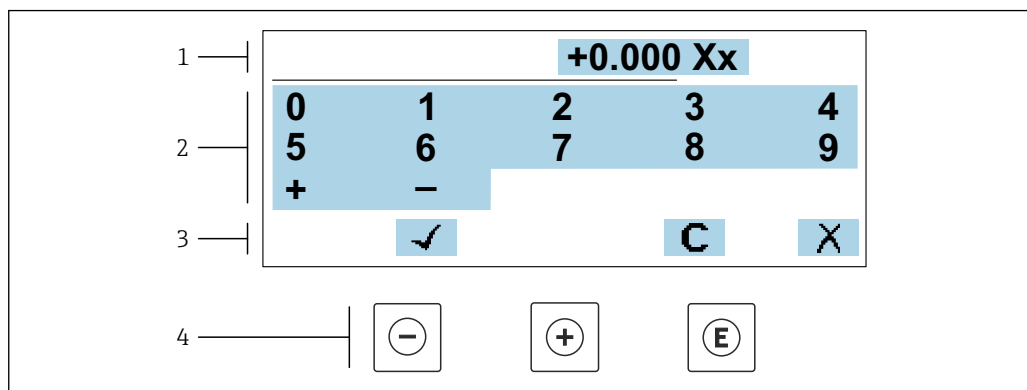 1 +0.000 Xx
0 1 2 3 4
2 5 6 7 8 9
+ −
3 ✓ C X
4 − + E